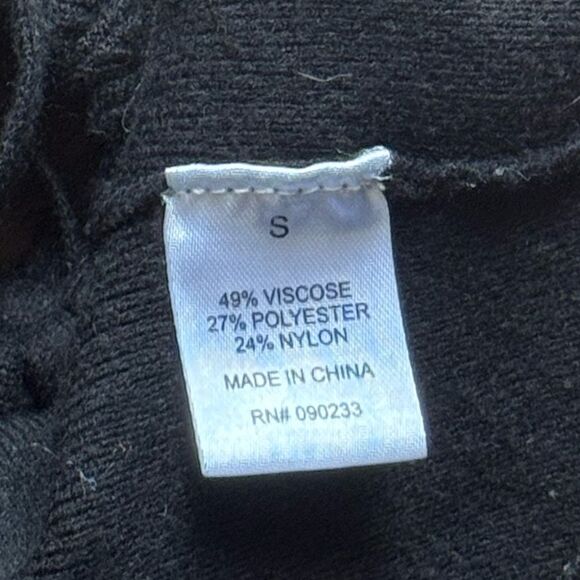 S
49% VISCOSE
27% POLYESTER
24% NYLON
MADE IN CHINA
RN# 090233